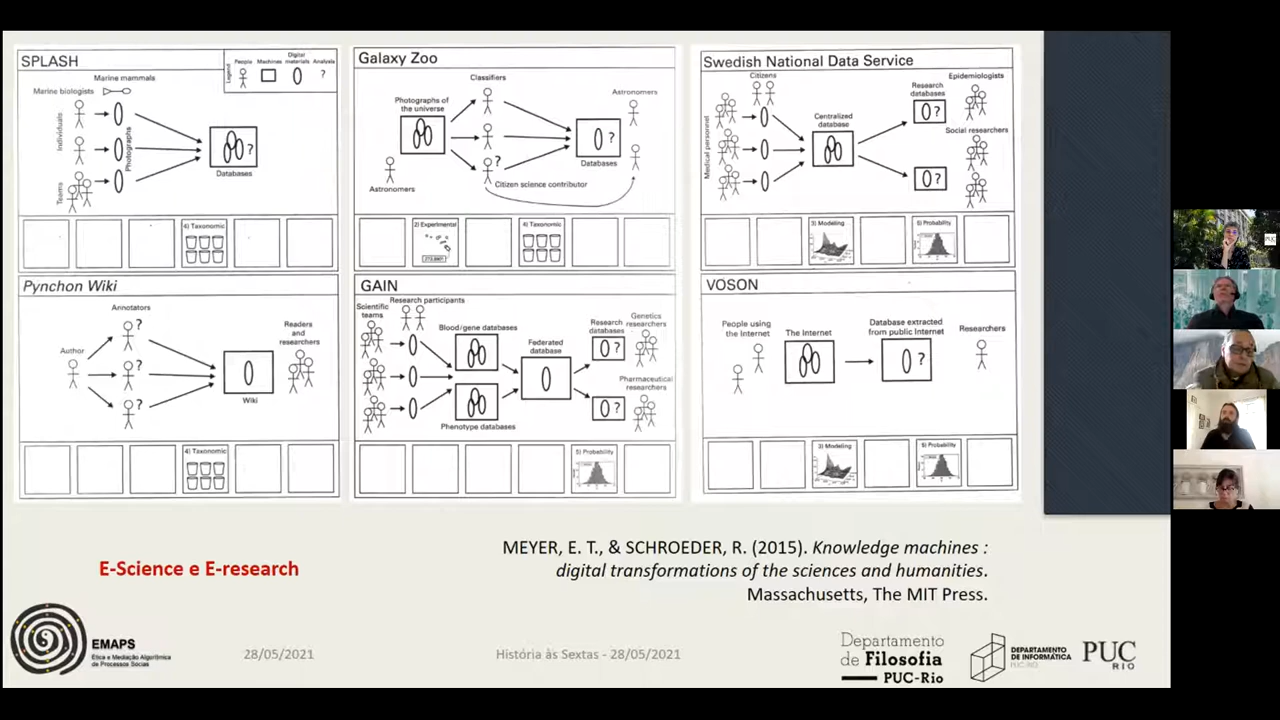 SPLASH
Legend
People
Machines
Digital
materials
Analysis
?
Marine mammals
Marine biologists
Individuals
Teams
Photographs
?
Databases
4) Taxonomic
Galaxy Zoo
Classifiers
Photographs of
the universe
Astronomers
?
?
Databases
Astronomers
Citizen science contributor
2) Experimental
4) Taxonomic
Swedish National Data Service
Citizens
Medical personnel
Centralized
database
Research
databases
Epidemiologists
?
Social researchers
?
3) Modeling
5) Probability
Pynchon Wiki
Annotators
Author
?
?
?
Wiki
Readers
and
researchers
4) Taxonomic
GAIN
Scientific
teams
Research participants
Blood/gene databases
Phenotype databases
Federated
database
Research
databases
Genetics
researchers
?
Pharmaceutical
researchers
?
5) Probability
VOSON
People using
the Internet
The Internet
Database extracted
from public Internet
?
Researchers
3) Modeling
5) Probability
E-Science e E-research
MEYER, E. T., & SCHROEDER, R. (2015). Knowledge machines :
digital transformations of the sciences and humanities.
Massachusetts, The MIT Press.
EMAPS
Ética e Mediação Algorítmica
de Processos Sociais
28/05/2021
História às Sextas - 28/05/2021
Departamento
de Filosofia
PUC-Rio
DEPARTAMENTO
DE INFORMÁTICA
PUC-RIO
PUC
RIO